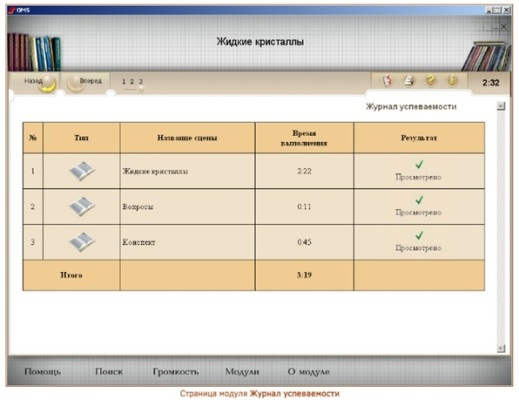 OMS
Жидкие кристаллы
Назад Вперед 1 2 3 2:32
Журнал успеваемости
№ Тип Название сцены Время выполнения Результат
1 Жидкие кристаллы 2:22 Просмотрено
2 Вопросы 0:11 Просмотрено
3 Конспект 0:45 Просмотрено
Итого 3:19
Помощь Поиск Громкость Модули О модуле
Страница модуля Журнал успеваемости